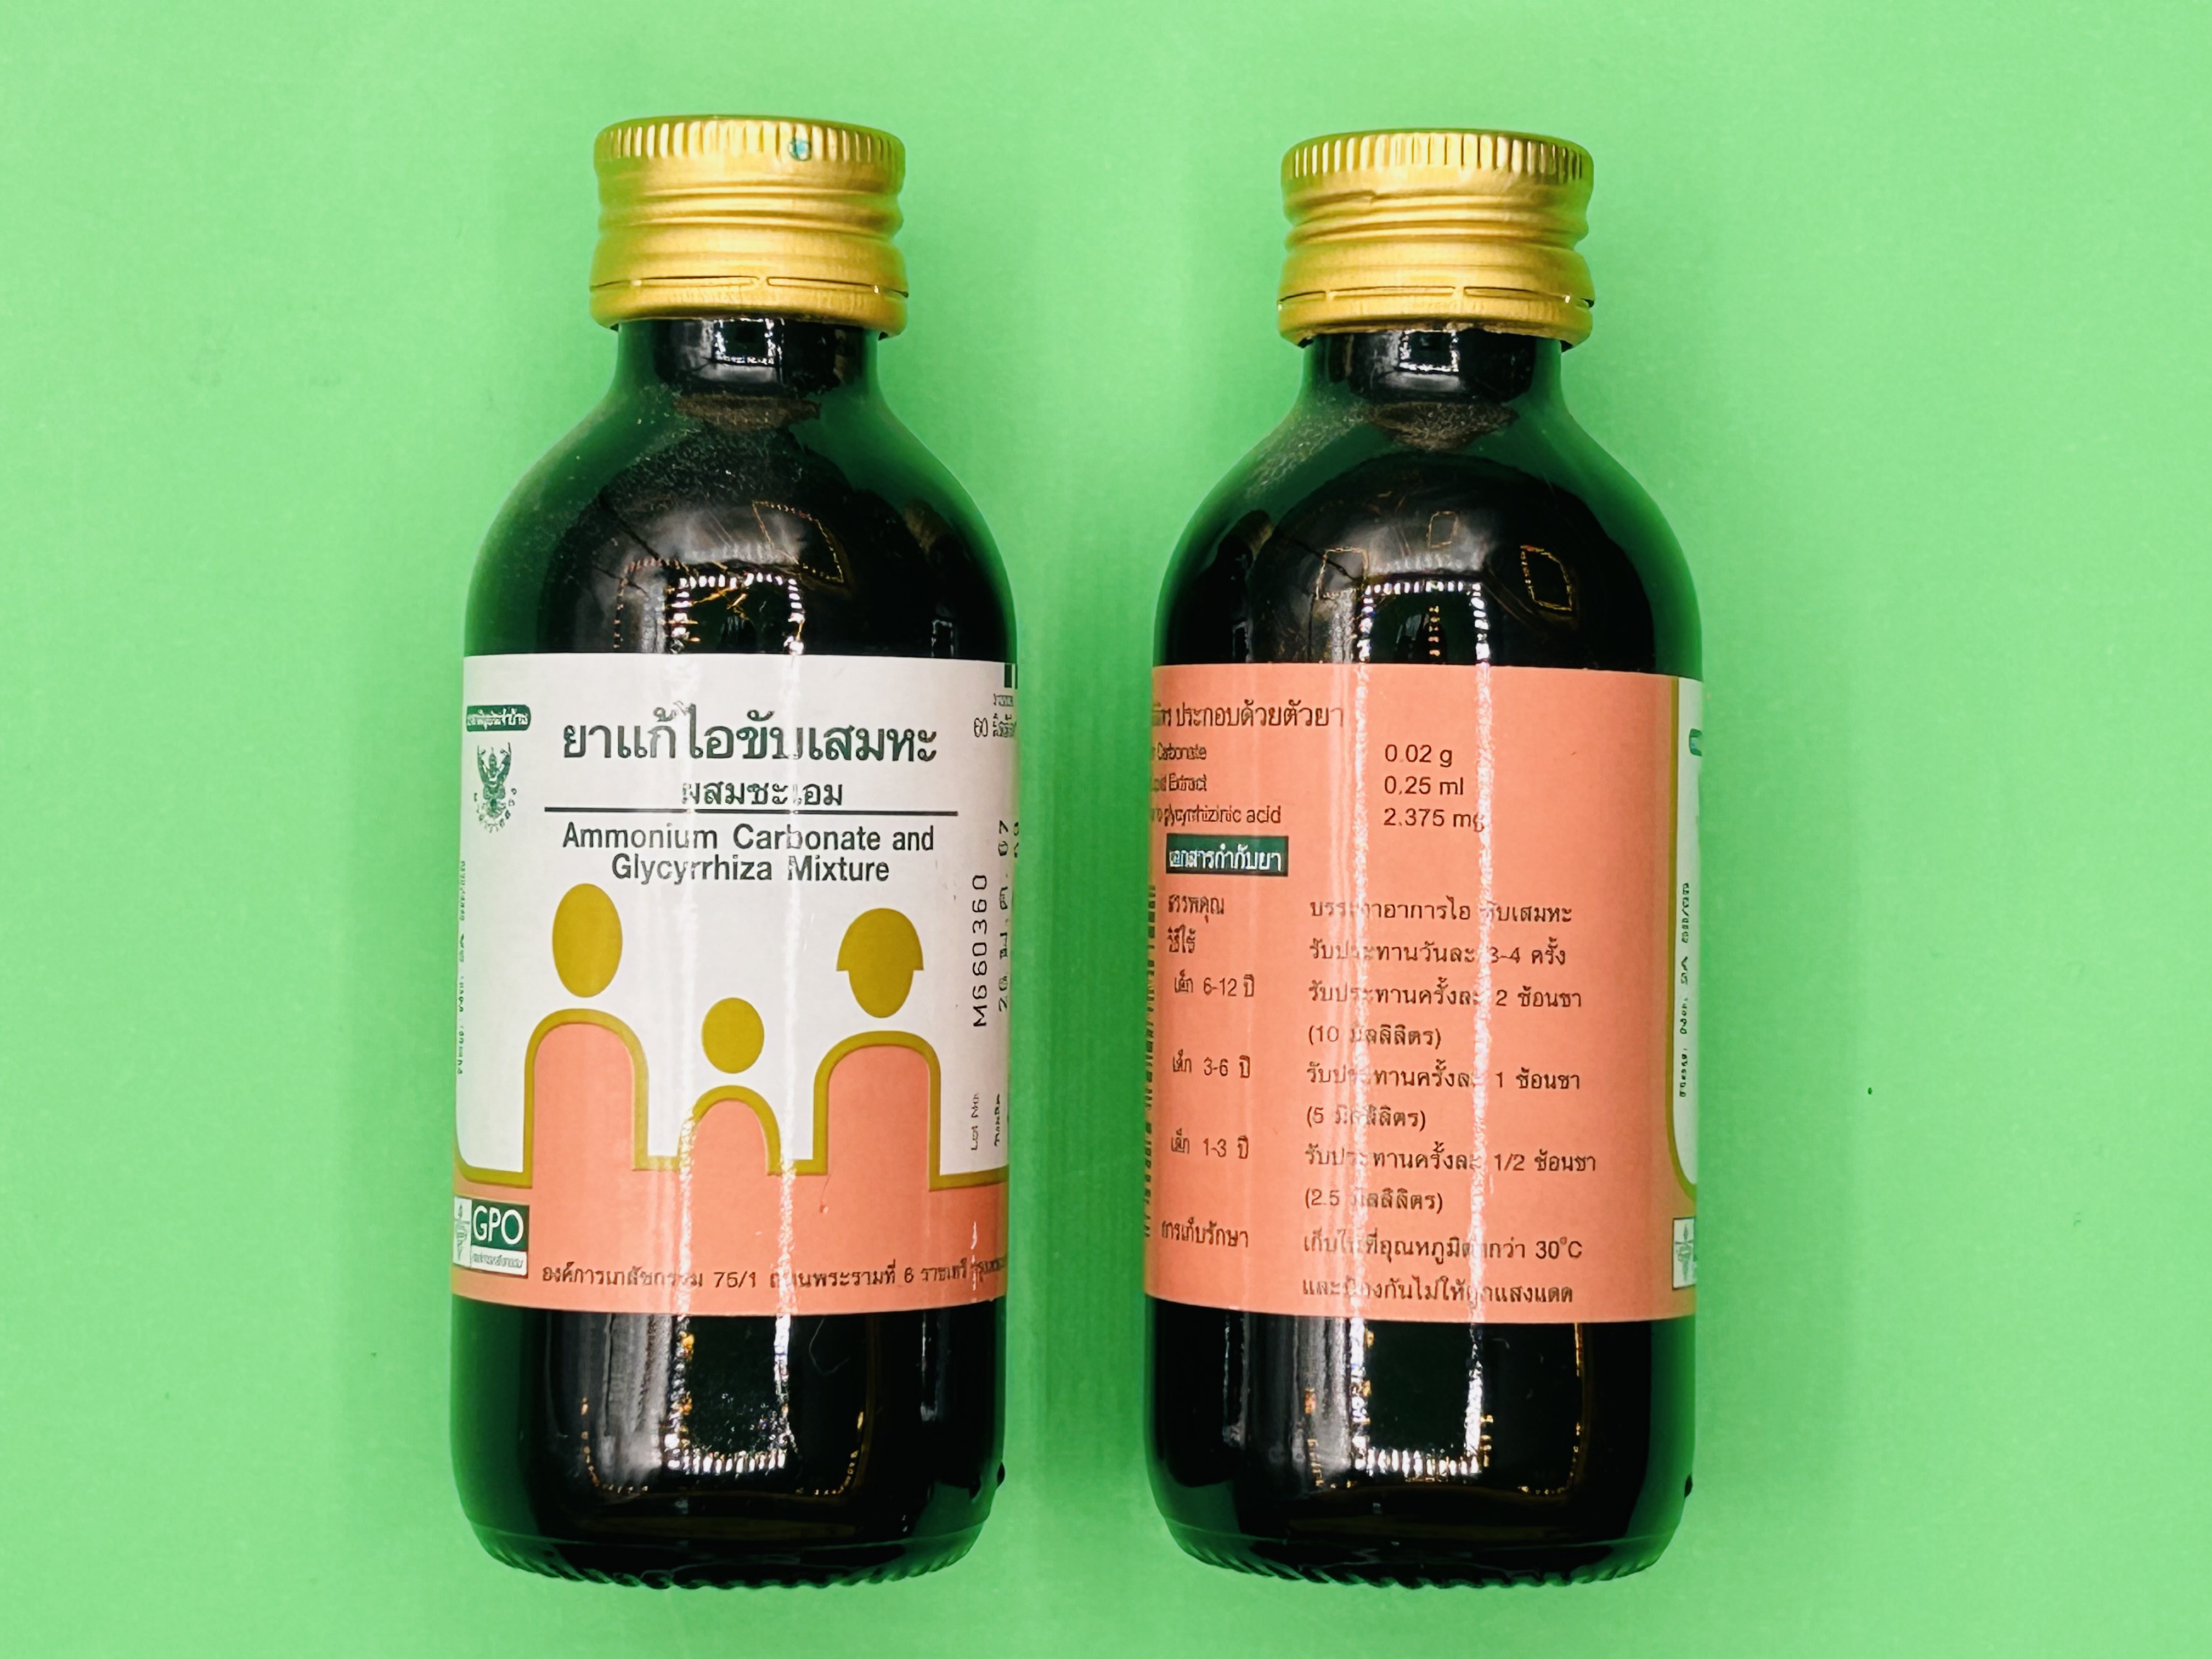 ยาแก้ไอขับเสมหะ
ผสมชะเอม
Ammonium Carbonate and
Glycyrrhiza Mixture
๖๐
M660360
Lot No.
GPO
องค์การเภสัชกรรม 75/1 ถนนพระรามที่ 6 ราชเทวี
ประกอบด้วยตัวยา
Carbonate 0.02 g
Extract 0.25 ml
glycyrrhizinic acid 2.375 mg
เอกสารกำกับยา
สรรพคุณ บรรเทาอาการไอ ขับเสมหะ
วิธีใช้ รับประทานวันละ 3-4 ครั้ง
เด็ก 6-12 ปี รับประทานครั้งละ 2 ช้อนชา
(10 มิลลิลิตร)
เด็ก 3-6 ปี รับประทานครั้งละ 1 ช้อนชา
(5 มิลลิลิตร)
เด็ก 1-3 ปี รับประทานครั้งละ 1/2 ช้อนชา
(2.5 มิลลิลิตร)
การเก็บรักษา เก็บไว้ที่อุณหภูมิต่ำกว่า 30°C
และป้องกันไม่ให้ถูกแสงแดด